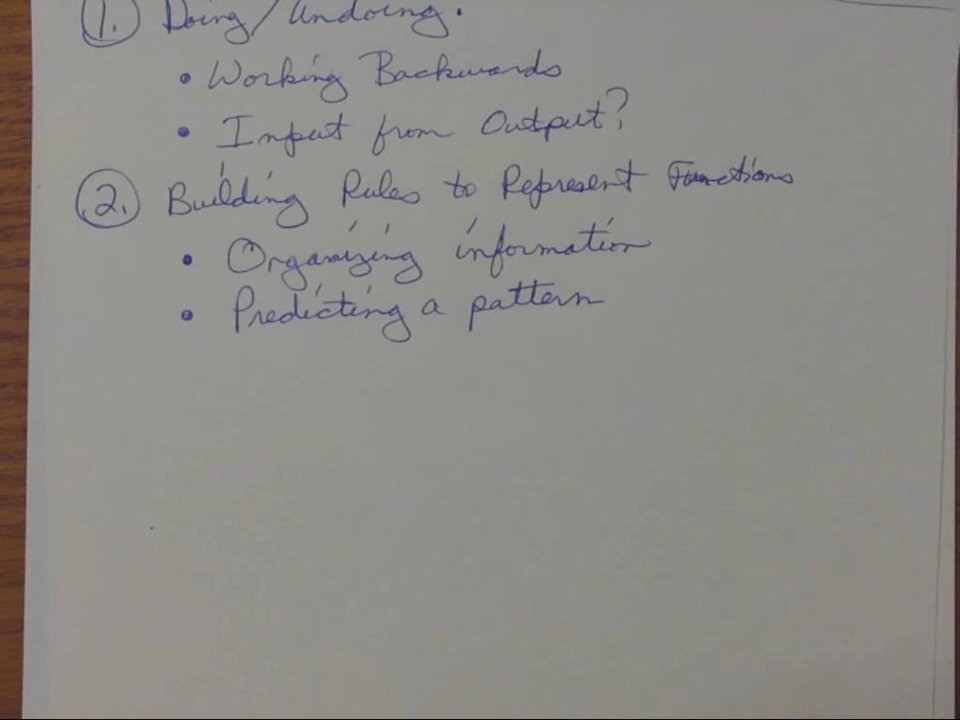 1. Doing/Undoing.
• Working Backwards
• Input from Output?
2. Building Rules to Represent Functions
• Organizing information
• Predicting a pattern